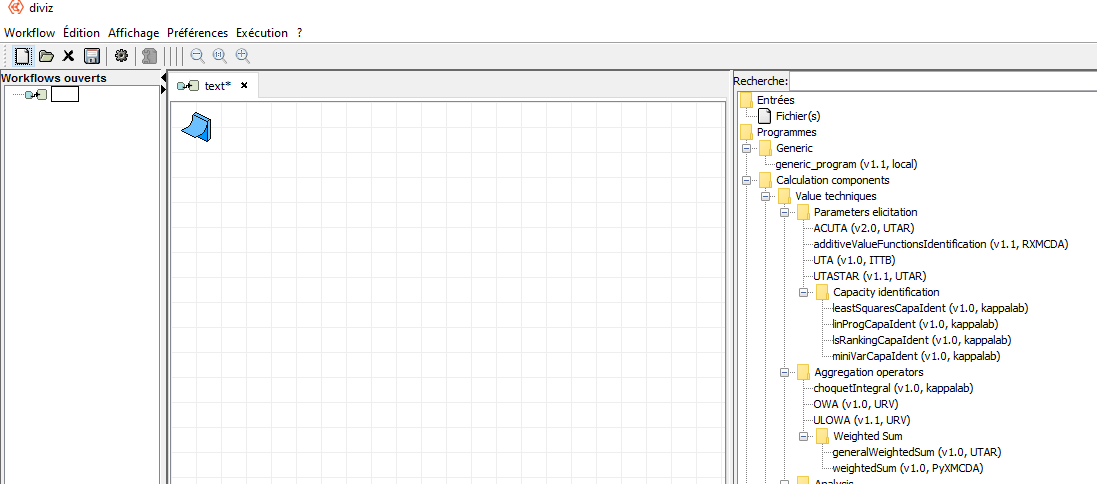 diviz
Workflow Édition Affichage Préférences Exécution ?
Workflows ouverts
text*
Recherche:
Entrées
Fichier(s)
Programmes
Generic
generic_program (v1.1, local)
Calculation components
Value techniques
Parameters elicitation
ACUTA (v2.0, UTAR)
additiveValueFunctionsIdentification (v1.1, RXMCDA)
UTA (v1.0, ITTB)
UTASTAR (v1.1, UTAR)
Capacity identification
leastSquaresCapaIdent (v1.0, kappalab)
linProgCapaIdent (v1.0, kappalab)
lsRankingCapaIdent (v1.0, kappalab)
miniVarCapaIdent (v1.0, kappalab)
Aggregation operators
choquetIntegral (v1.0, kappalab)
OWA (v1.0, URV)
ULOWA (v1.1, URV)
Weighted Sum
generalWeightedSum (v1.0, UTAR)
weightedSum (v1.0, PyXMCDA)
Analysis